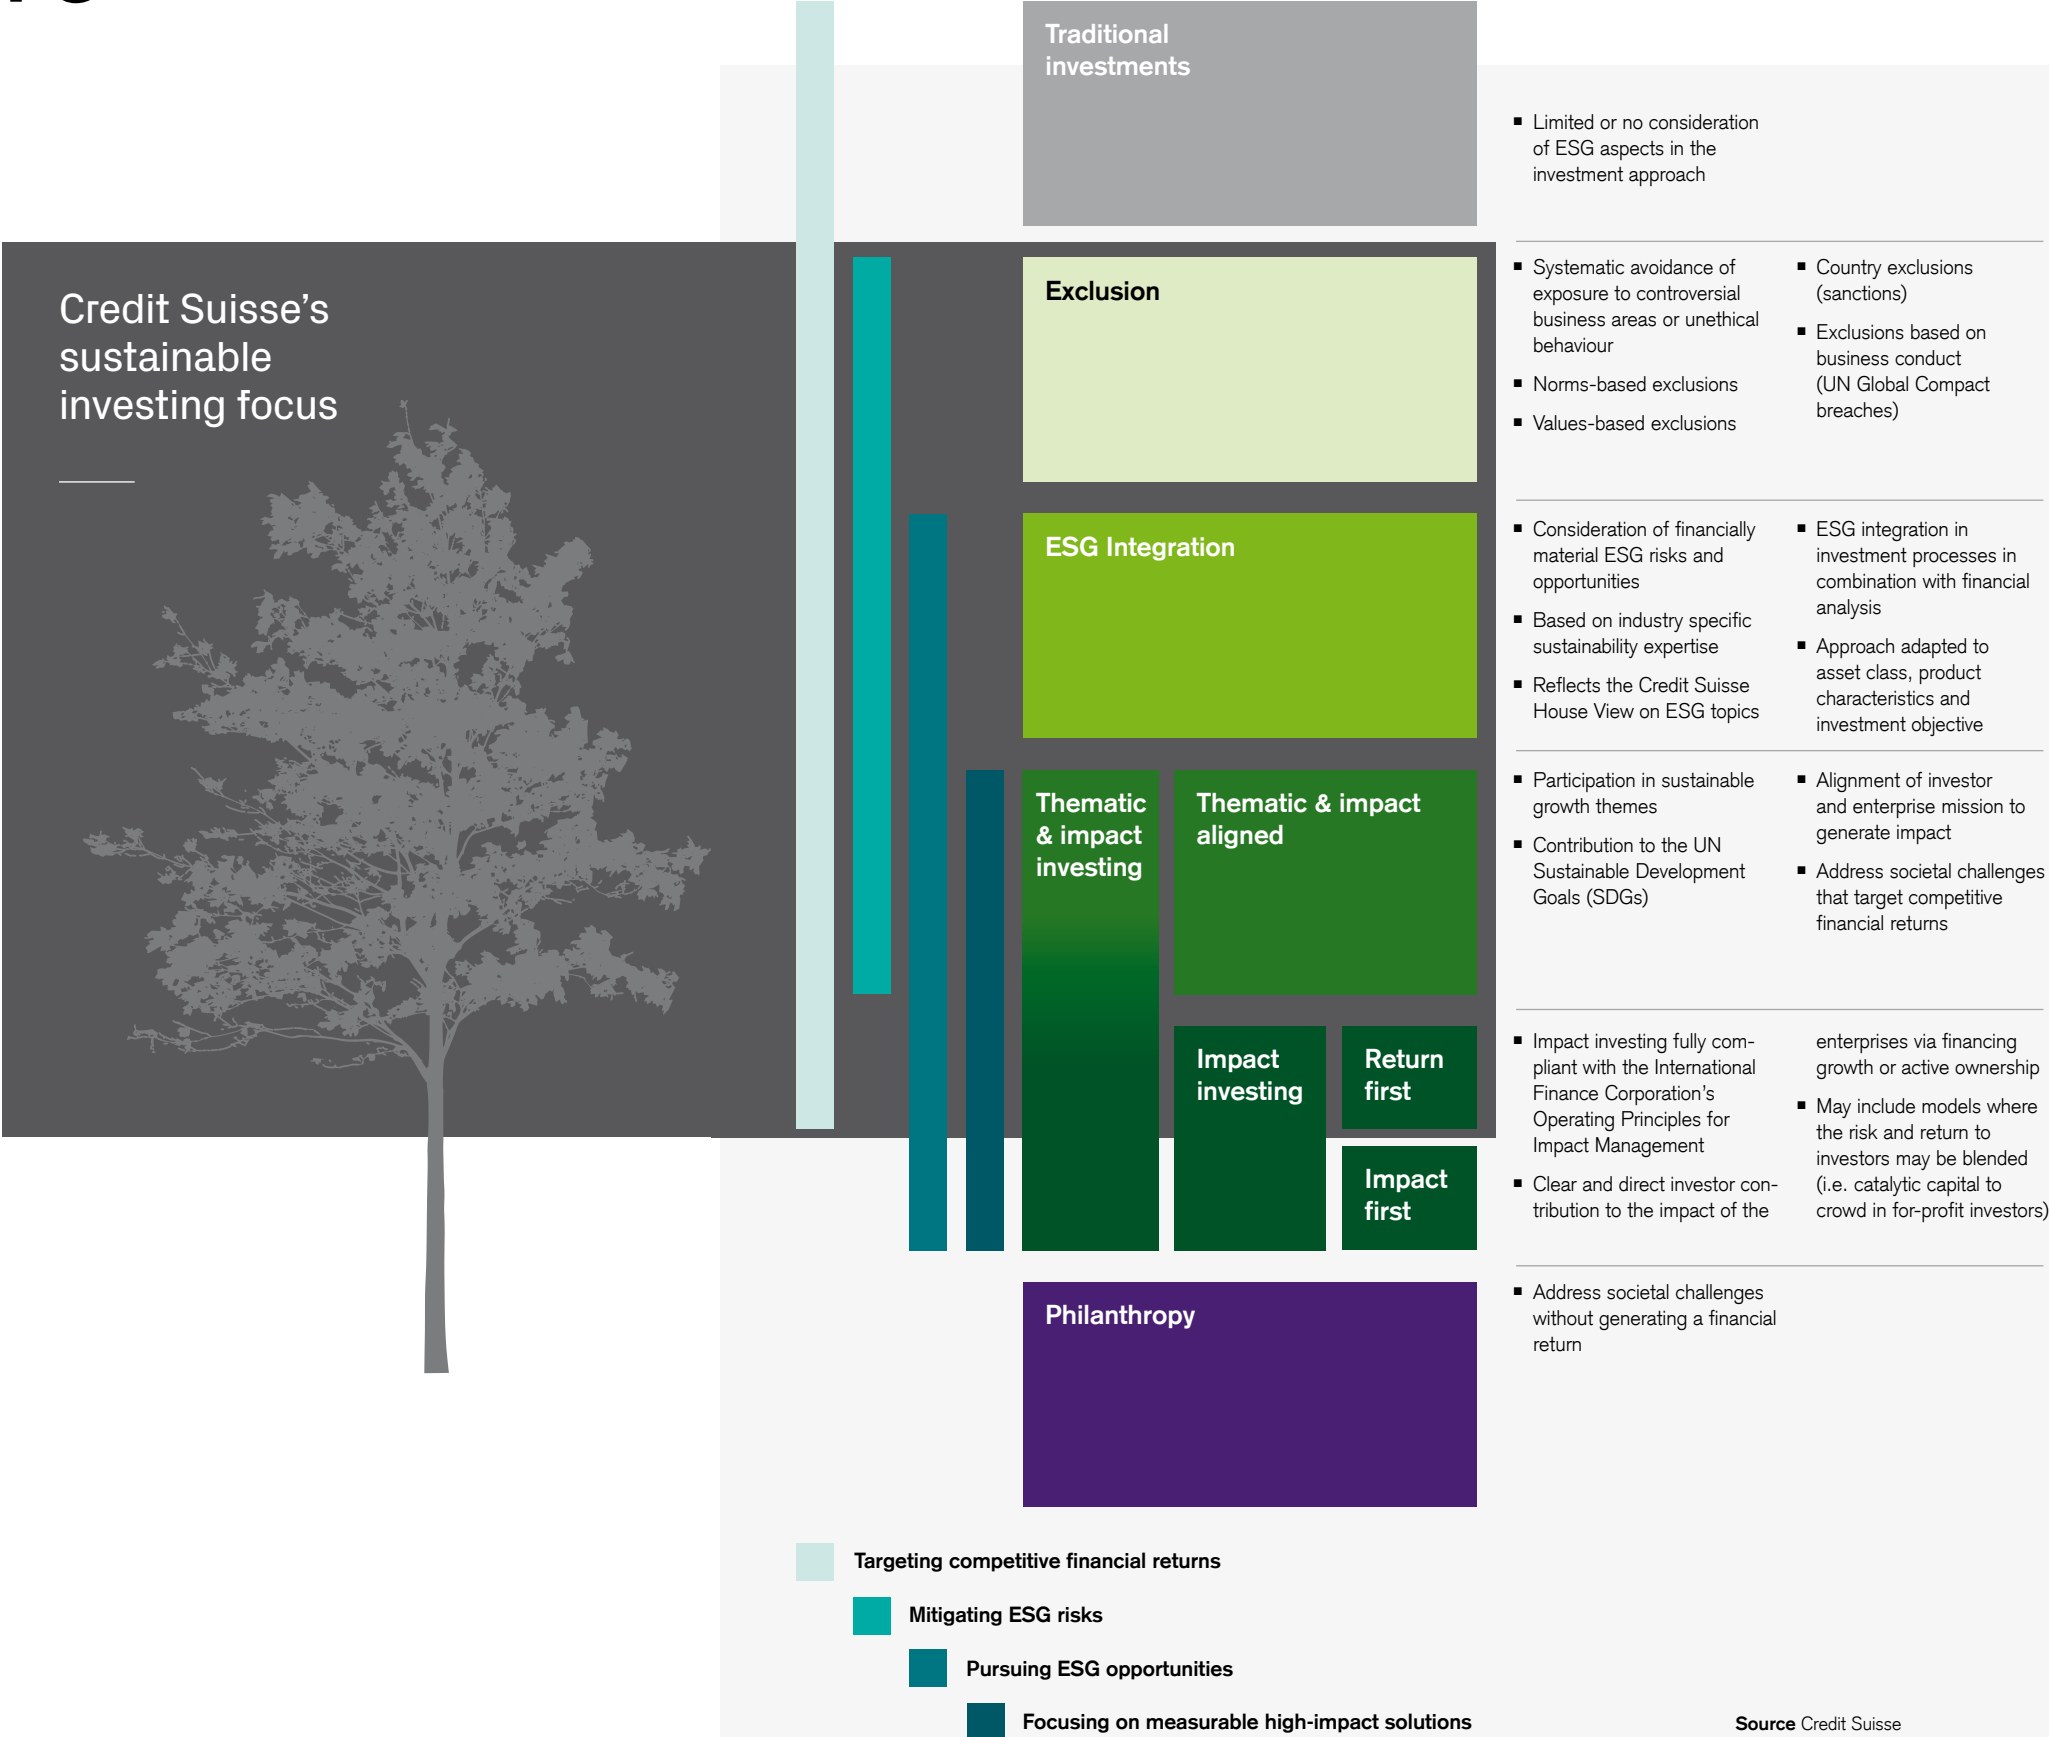 Traditional
investments
Limited or no consideration
of ESG aspects in the
investment approach
Credit Suisse's
sustainable
investing focus
Exclusion
Systematic avoidance of
exposure to controversial
business areas or unethical
behaviour
Norms-based exclusions
Values-based exclusions
Country exclusions
(sanctions)
Exclusions based on
business conduct
(UN Global Compact
breaches)
ESG Integration
Consideration of financially
material ESG risks and
opportunities
Based on industry specific
sustainability expertise
Reflects the Credit Suisse
House View on ESG topics
ESG integration in
investment processes in
combination with financial
analysis
Approach adapted to
asset class, product
characteristics and
investment objective
Thematic
& impact
investing
Thematic & impact
aligned
Participation in sustainable
growth themes
Contribution to the UN
Sustainable Development
Goals (SDGs)
Alignment of investor
and enterprise mission to
generate impact
Address societal challenges
that target competitive
financial returns
Impact
investing
Return
first
Impact
first
Impact investing fully com-
pliant with the International
Finance Corporation's
Operating Principles for
Impact Management
Clear and direct investor con-
tribution to the impact of the
enterprises via financing
growth or active ownership
May include models where
the risk and return to
investors may be blended
(i.e. catalytic capital to
crowd in for-profit investors)
Philanthropy
Address societal challenges
without generating a financial
return
Targeting competitive financial returns
Mitigating ESG risks
Pursuing ESG opportunities
Focusing on measurable high-impact solutions
Source Credit Suisse